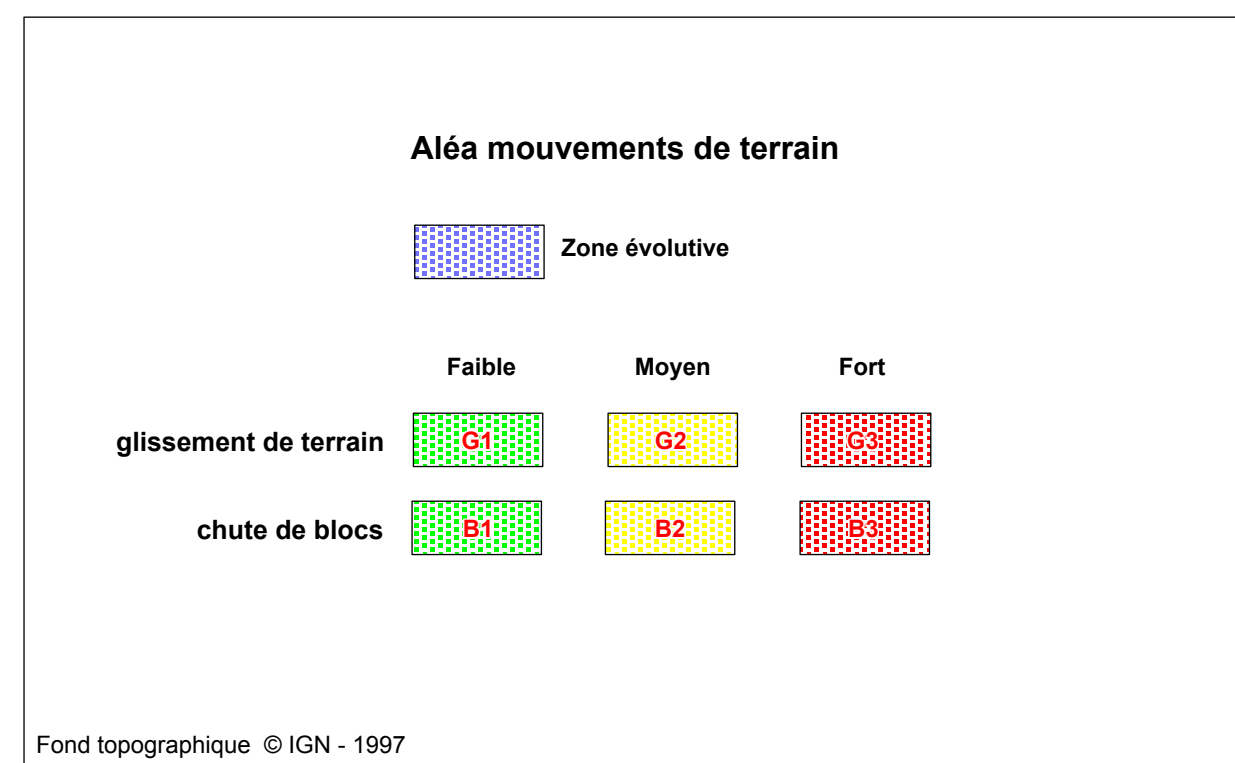 Aléa mouvements de terrain
Zone évolutive
Faible Moyen Fort
glissement de terrain G1 G2 G3
chute de blocs B1 B2 B3
Fond topographique © IGN - 1997